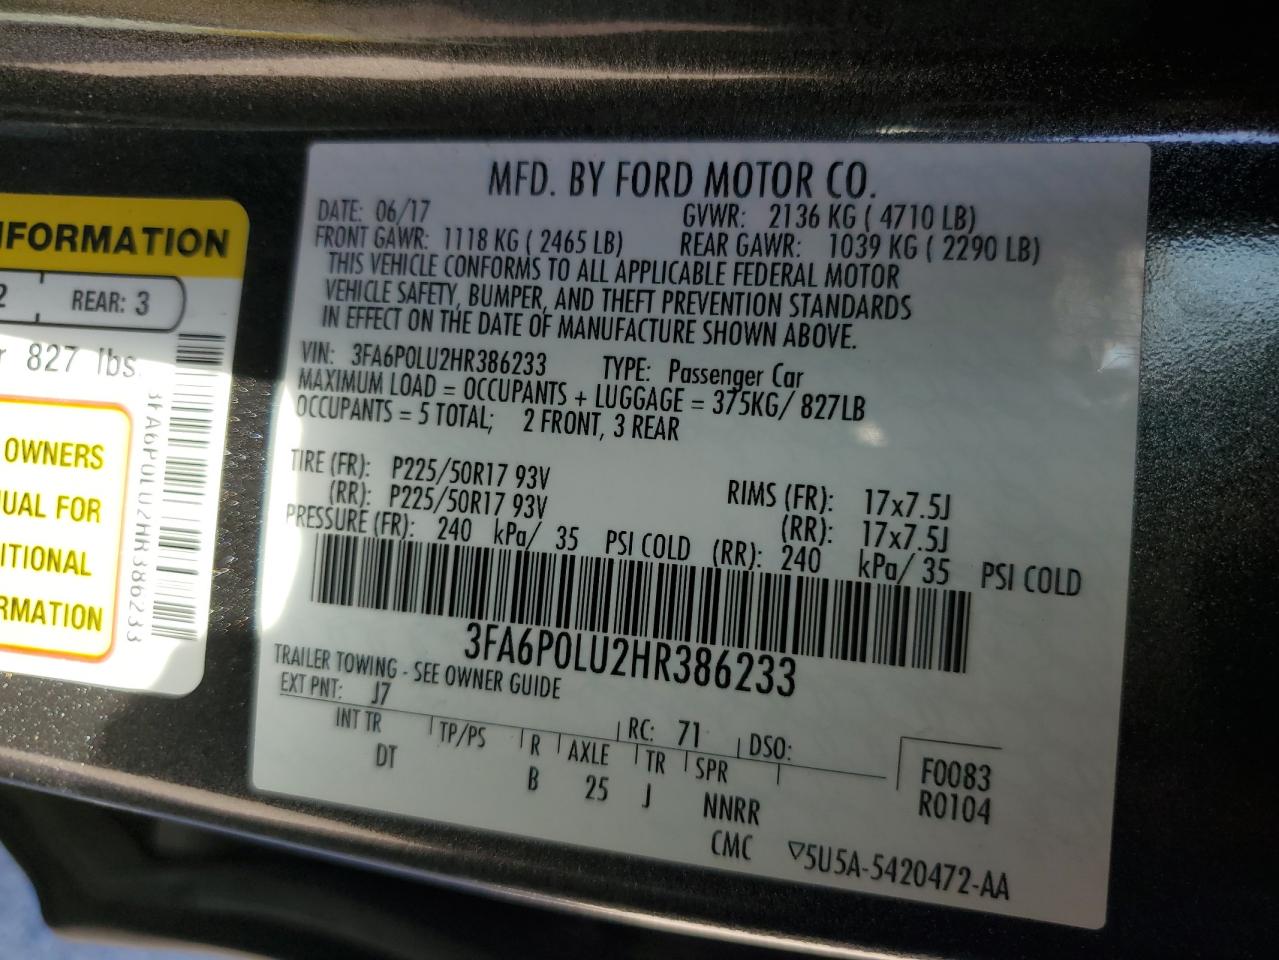 MFD. BY FORD MOTOR CO.
DATE: 06/17 GVWR: 2136 KG ( 4710 LB)
FRONT GAWR: 1118 KG ( 2465 LB) REAR GAWR: 1039 KG ( 2290 LB)
THIS VEHICLE CONFORMS TO ALL APPLICABLE FEDERAL MOTOR
VEHICLE SAFETY, BUMPER, AND THEFT PREVENTION STANDARDS
IN EFFECT ON THE DATE OF MANUFACTURE SHOWN ABOVE.
VIN: 3FA6P0LU2HR386233 TYPE: Passenger Car
MAXIMUM LOAD = OCCUPANTS + LUGGAGE = 375KG/ 827LB
OCCUPANTS = 5 TOTAL; 2 FRONT, 3 REAR
TIRE (FR): P225/50R17 93V RIMS (FR): 17x7.5J
(RR): P225/50R17 93V (RR): 17x7.5J
PRESSURE (FR): 240 kPa/ 35 PSI COLD (RR): 240 kPa/ 35 PSI COLD
3FA6P0LU2HR386233
TRAILER TOWING - SEE OWNER GUIDE
EXT PNT: J7 RC: 71 DSO:
INT TR TP/PS R AXLE TR SPR
DT B 25 J NNRR
CMC
F0083
R0104
▽5U5A-5420472-AA
FORMATION
2 REAR: 3
r 827 lbs.
OWNERS
UAL FOR
ITIONAL
RMATION
3FA6P0LU2HR386233